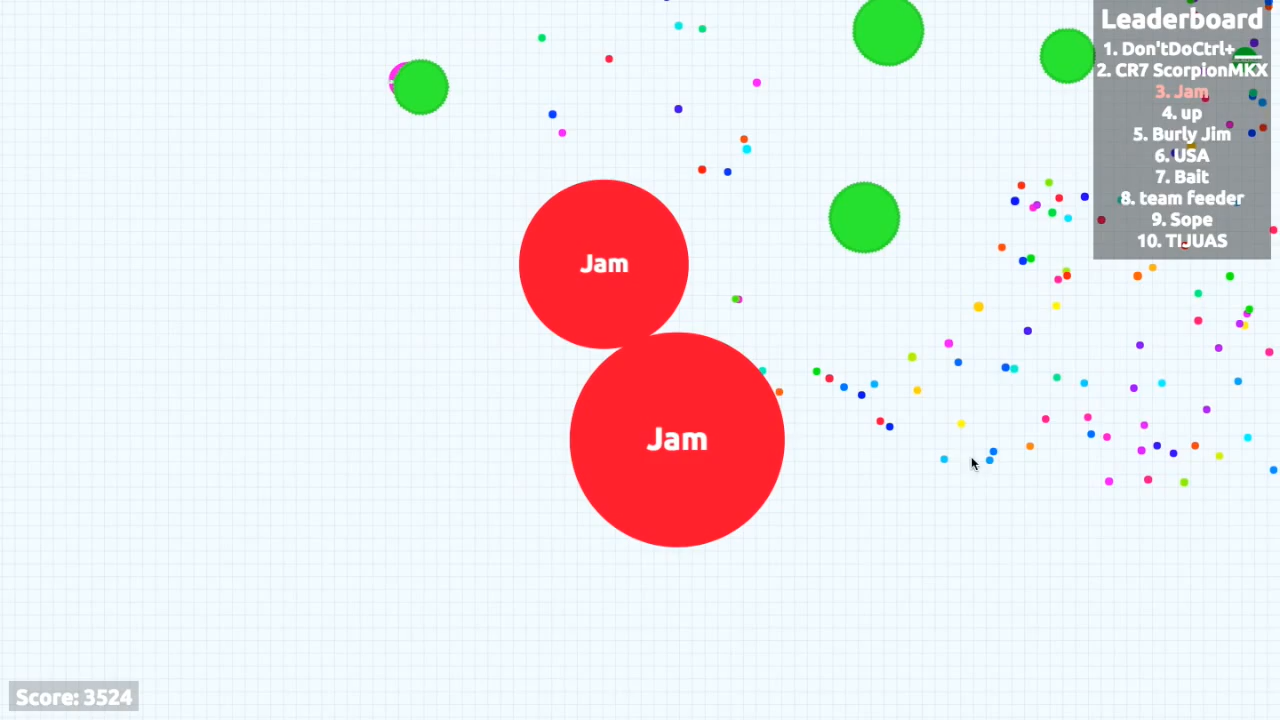 Leaderboard
1. Don'tDoCtrl+_
2. CR7 ScorpionMKX
3. Jam
4. up
5. Burly Jim
6. USA
7. Bait
8. team feeder
9. Sope
10. TIJUAS
Jam
Jam
Score: 3524